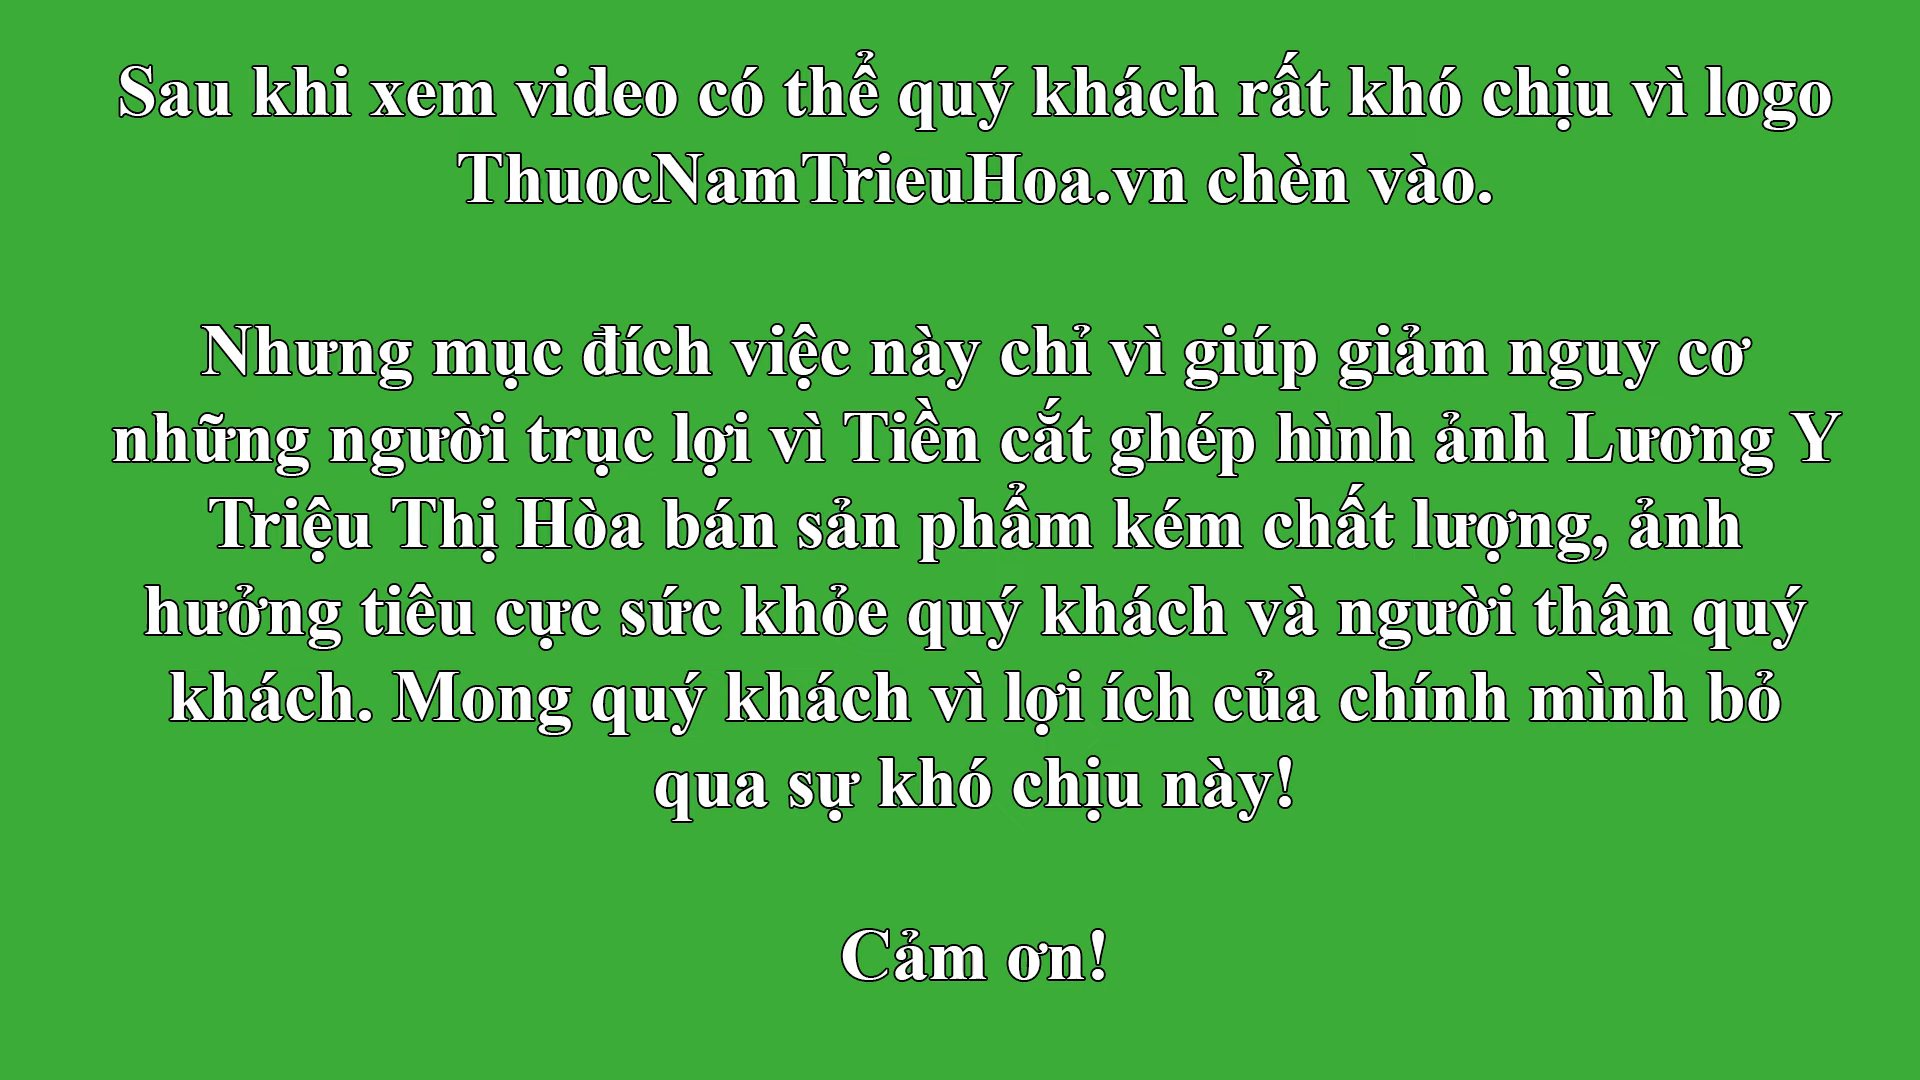 Sau khi xem video có thể quý khách rất khó chịu vì logo
ThuocNamTrieuHoa.vn chèn vào.
Nhưng mục đích việc này chỉ vì giúp giảm nguy cơ
những người trục lợi vì Tiền cắt ghép hình ảnh Lương Y
Triệu Thị Hòa bán sản phẩm kém chất lượng, ảnh
hưởng tiêu cực sức khỏe quý khách và người thân quý
khách. Mong quý khách vì lợi ích của chính mình bỏ
qua sự khó chịu này!
Cảm ơn!